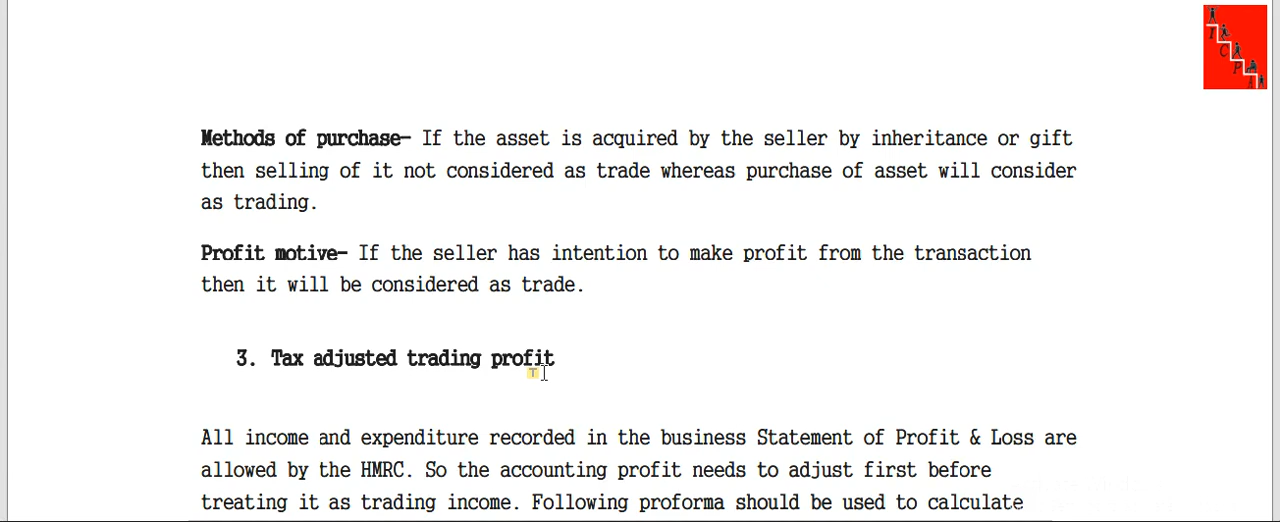 T
C
P
A
Methods of purchase- If the asset is acquired by the seller by inheritance or gift
then selling of it not considered as trade whereas purchase of asset will consider
as trading.
Profit motive- If the seller has intention to make profit from the transaction
then it will be considered as trade.
3. Tax adjusted trading profit
All income and expenditure recorded in the business Statement of Profit & Loss are
allowed by the HMRC. So the accounting profit needs to adjust first before
treating it as trading income. Following proforma should be used to calculate